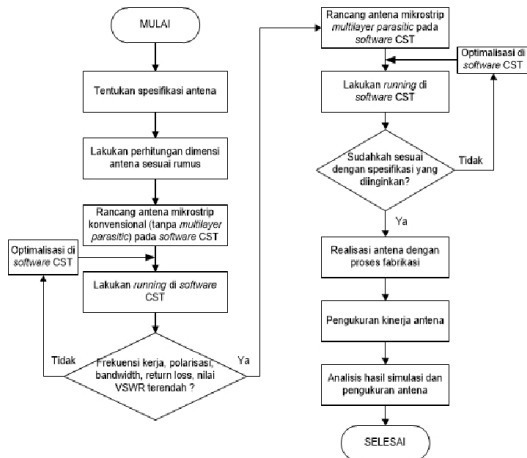 MULAI
Tentukan spesifikasi antena
Lakukan perhitungan dimensi
antena sesuai rumus
Rancang antena mikrostrip
konvensional (tanpa multilayer
parasitic) pada software CST
Optimalisasi di
software CST
Lakukan running di software
CST
Tidak
Frekuensi kerja, polarisasi,
bandwidth, return loss, nilai
VSWR terendah ?
Ya
Rancang antena mikrostrip
multilayer parasitic pada
software CST
Optimalisasi di
software CST
Lakukan running di
software CST
Sudahkah sesuai
dengan spesifikasi yang
diinginkan?
Tidak
Ya
Realisasi antena dengan
proses fabrikasi
Pengukuran kinerja antena
Analisis hasil simulasi dan
pengukuran antena
SELESAI